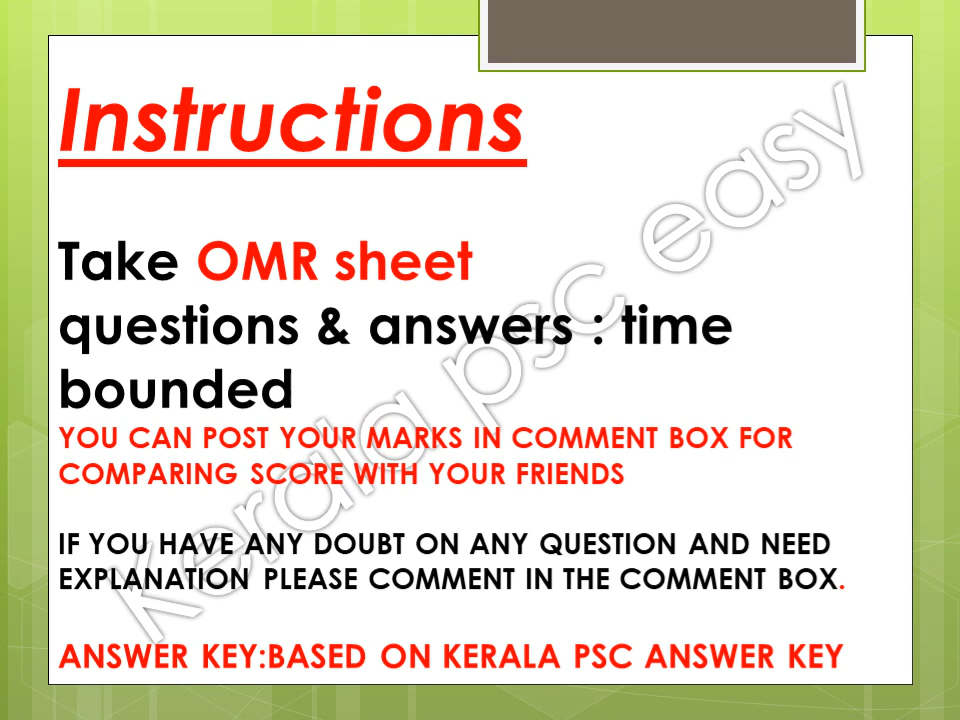 Instructions
Take OMR sheet
questions & answers : time
bounded
YOU CAN POST YOUR MARKS IN COMMENT BOX FOR
COMPARING SCORE WITH YOUR FRIENDS
IF YOU HAVE ANY DOUBT ON ANY QUESTION AND NEED
EXPLANATION PLEASE COMMENT IN THE COMMENT BOX.
ANSWER KEY:BASED ON KERALA PSC ANSWER KEY
Kerala psc easy